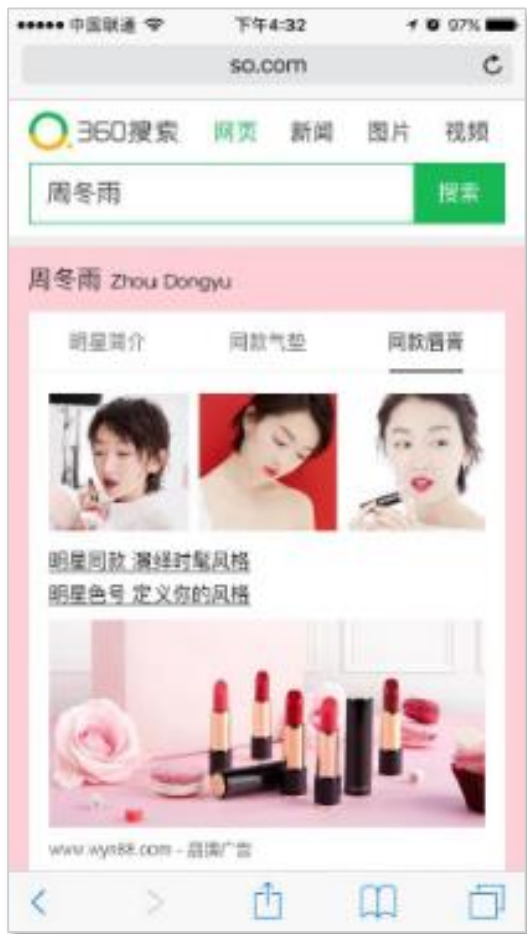 中国联通 下午4:32 97%
so.com
360搜索 网页 新闻 图片 视频
周冬雨 搜索
周冬雨 Zhou Dongyu
明星简介 同款气垫 同款唇膏
明星同款 演绎时髦风格
明星色号 定义你的风格
www.wyn88.com - 品牌广告